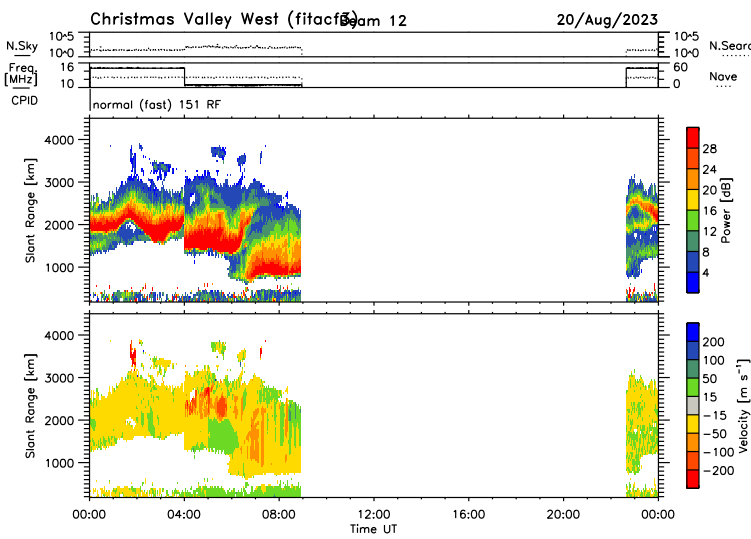 Christmas Valley West (fitacf3)
Beam 12
20/Aug/2023
N.Sky
10^5
10^0
10^5
10^0
N.Searc
Freq.
[MHz]
16
10
60
0
Nave
CPID
normal (fast) 151 RF
Slant Range [km]
4000
3000
2000
1000
28
24
20
16
12
8
4
Power [dB]
Slant Range [km]
4000
3000
2000
1000
200
100
50
15
-15
-50
-100
-200
Velocity [m s⁻¹]
00:00 04:00 08:00 12:00 16:00 20:00 00:00
Time UT